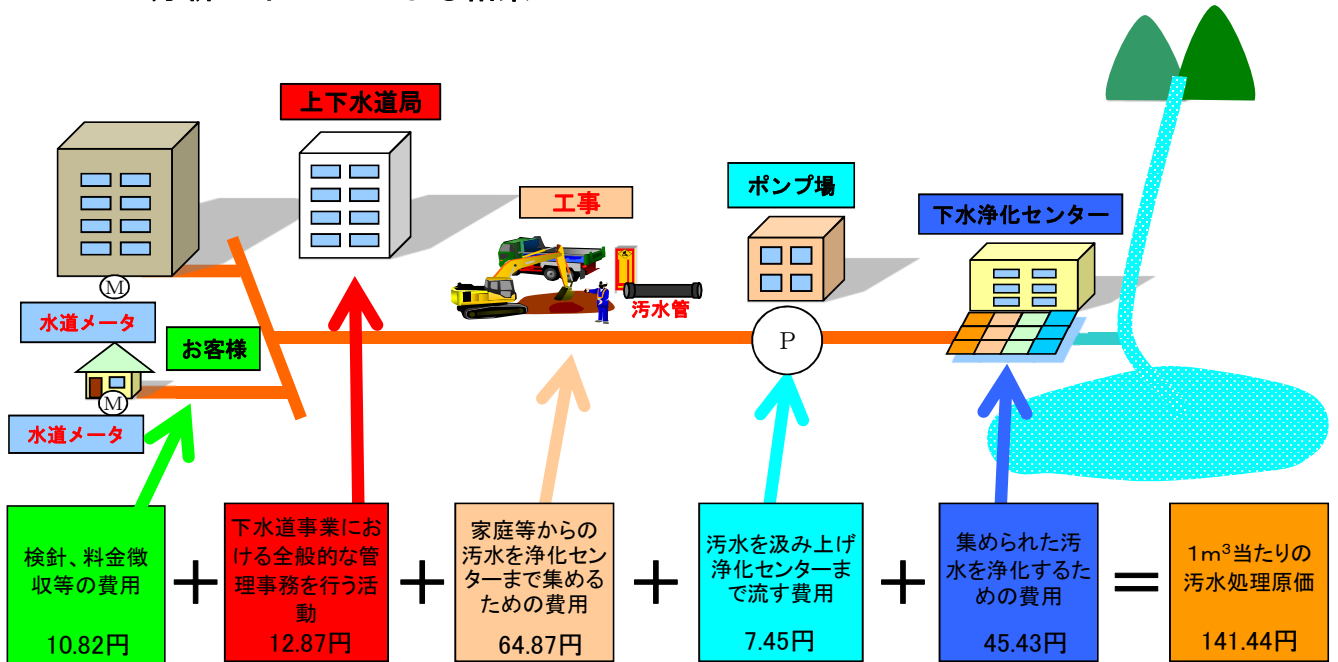 上下水道局
工事
ポンプ場
下水浄化センター
M
水道メータ
お客様
汚水管
P
M
水道メータ
検針、料金徴
収等の費用
10.82円
+
下水道事業にお
ける全般的な管
理事務を行う活
動
12.87円
+
家庭等からの
汚水を浄化セン
ターまで集める
ための費用
64.87円
+
汚水を汲み上げ
浄化センターま
で流す費用
7.45円
+
集められた汚
水を浄化するた
めの費用
45.43円
=
1m³当たりの
汚水処理原価
141.44円